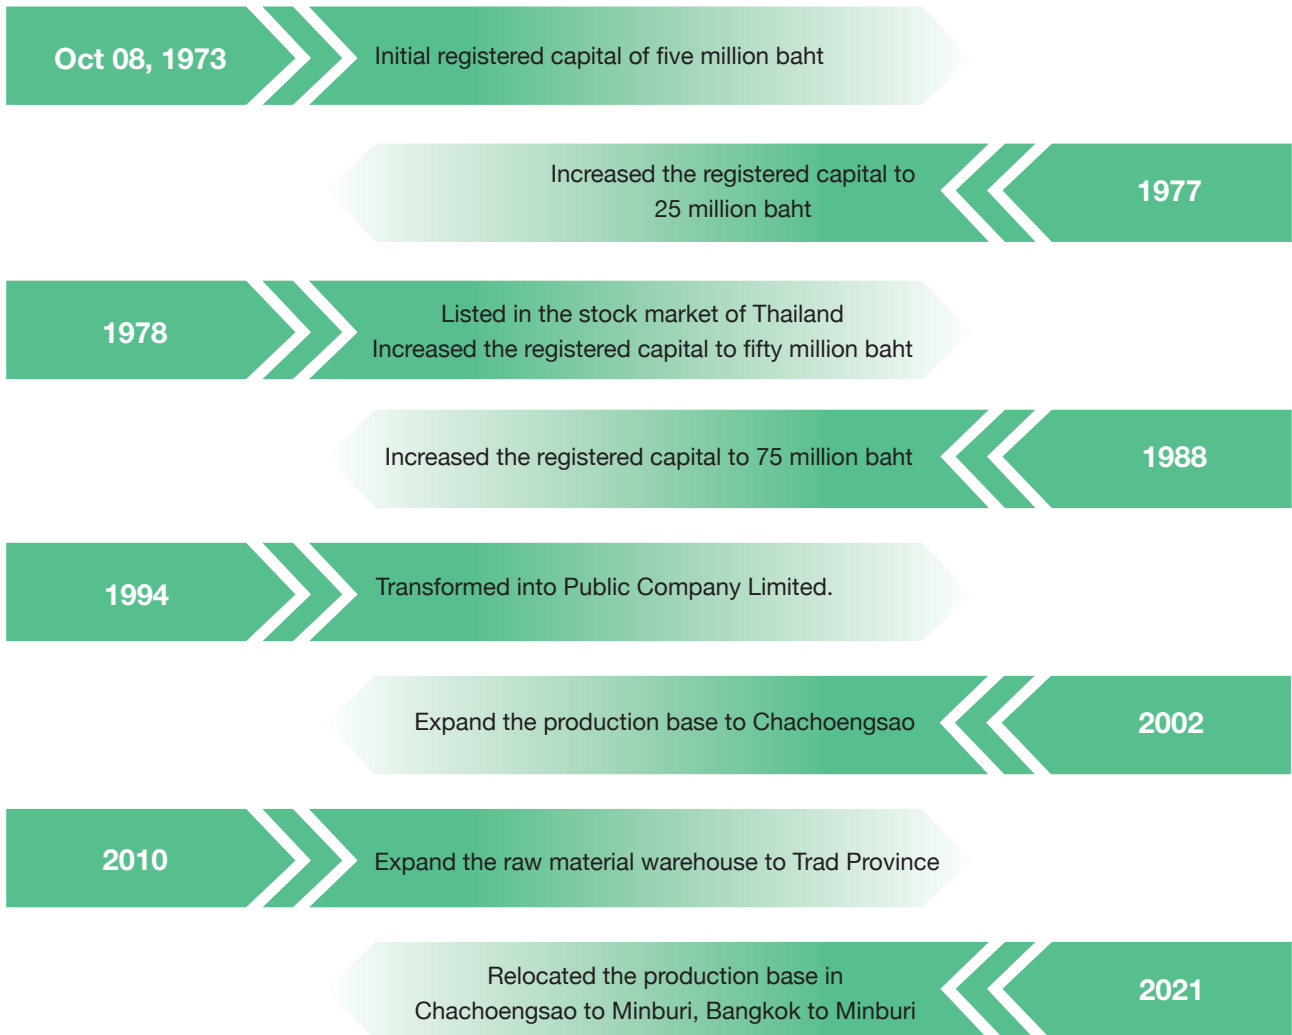 Oct 08, 1973
Initial registered capital of five million baht
Increased the registered capital to
25 million baht
1977
1978
Listed in the stock market of Thailand
Increased the registered capital to fifty million baht
Increased the registered capital to 75 million baht
1988
1994
Transformed into Public Company Limited.
Expand the production base to Chachoengsao
2002
2010
Expand the raw material warehouse to Trad Province
Relocated the production base in
Chachoengsao to Minburi, Bangkok to Minburi
2021